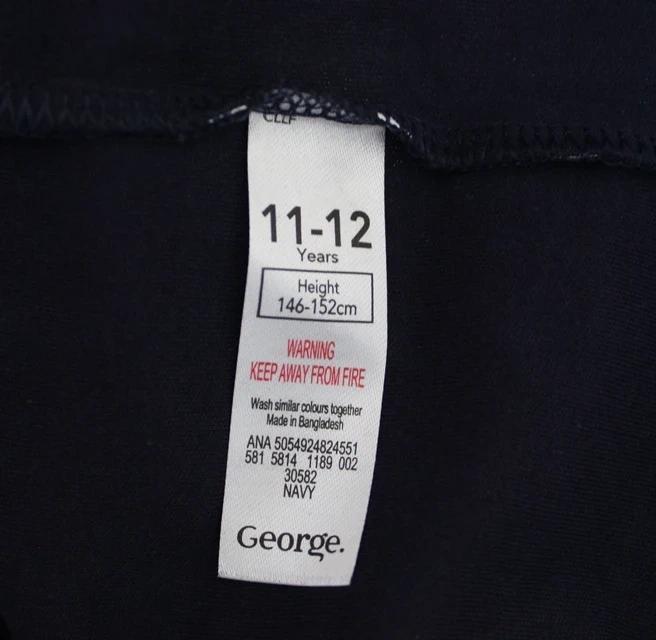 11-12
Years
Height
146-152cm
WARNING
KEEP AWAY FROM FIRE
Wash similar colours together
Made in Bangladesh
ANA 5054924824551
581 5814 1189 002
30582
NAVY
George.